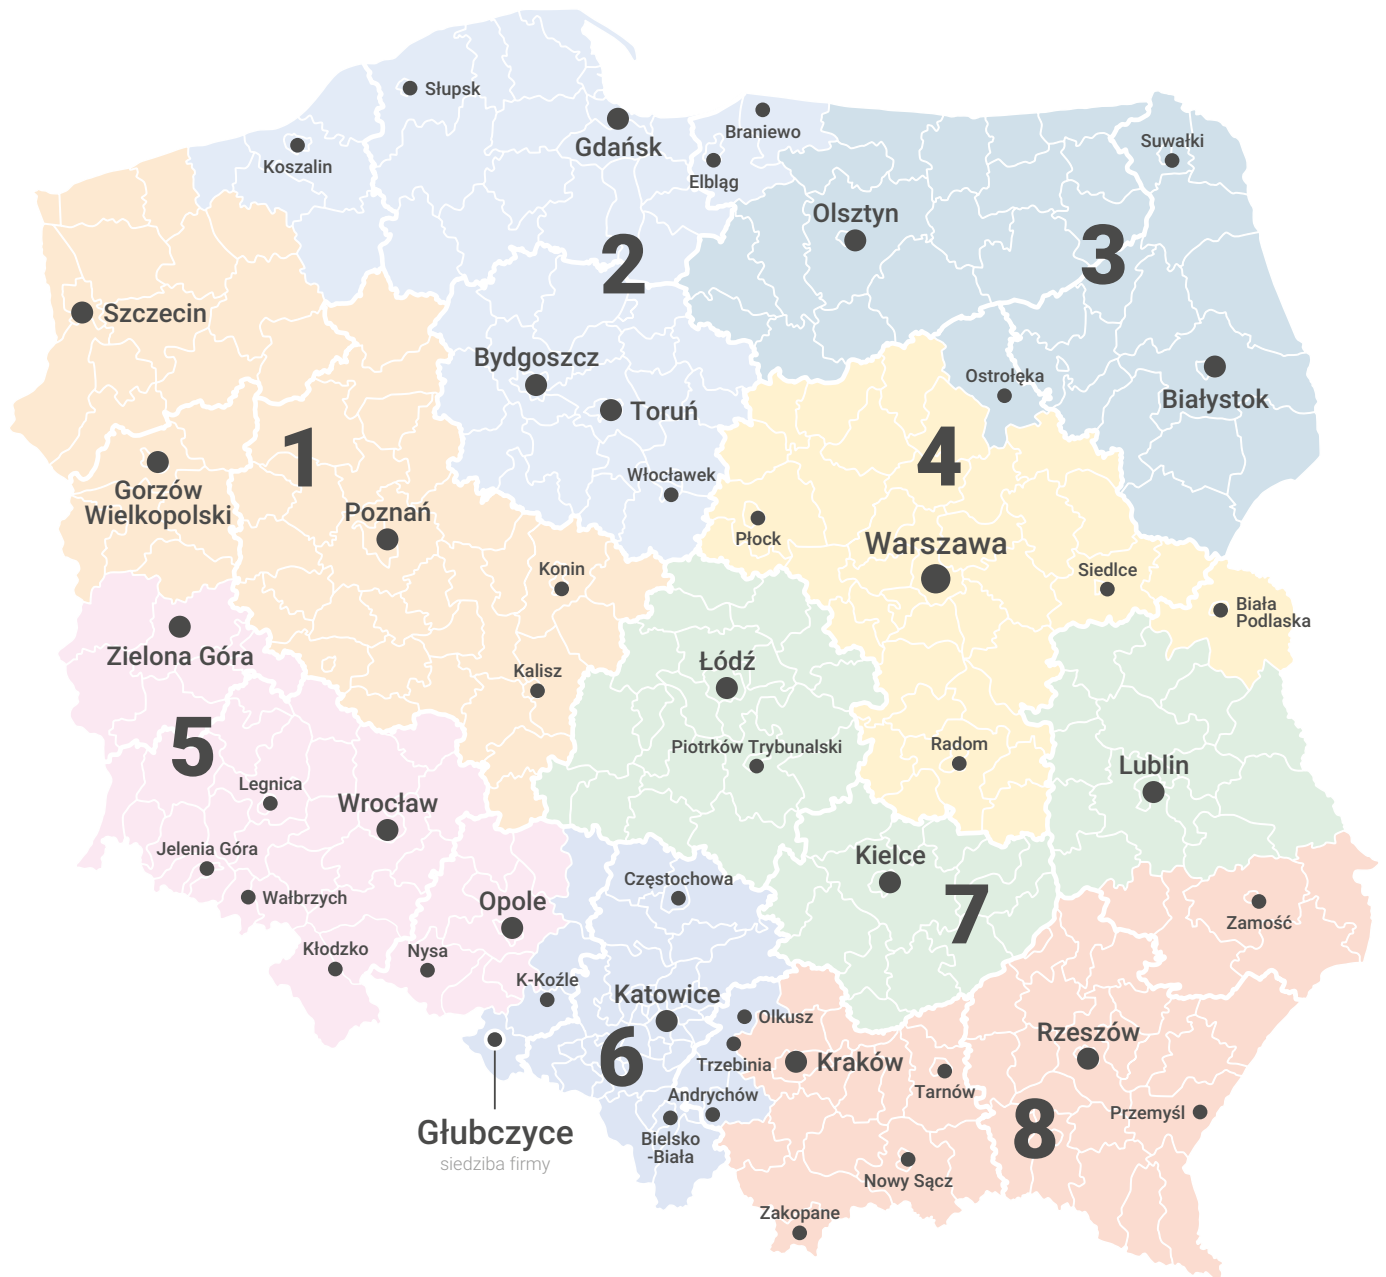 Słupsk
Gdańsk
Braniewo
Suwałki
Koszalin
Elbląg
Olsztyn
2
3
Szczecin
Bydgoszcz
Toruń
Ostrołęka
Białystok
1
4
Gorzów
Wielkopolski
Poznań
Włocławek
Płock
Warszawa
Konin
Siedlce
Biała
Podlaska
Zielona Góra
Łódź
Kalisz
5
Piotrków Trybunalski
Radom
Lublin
Legnica
Wrocław
Jelenia Góra
Kielce
Wałbrzych
Opole
Częstochowa
7
Zamość
Kłodzko
Nysa
K-Koźle
Katowice
Olkusz
Rzeszów
6
Trzebinia
Kraków
Tarnów
Andrychów
Przemyśl
8
Głubczyce
siedziba firmy
Bielsko
-Biała
Nowy Sącz
Zakopane